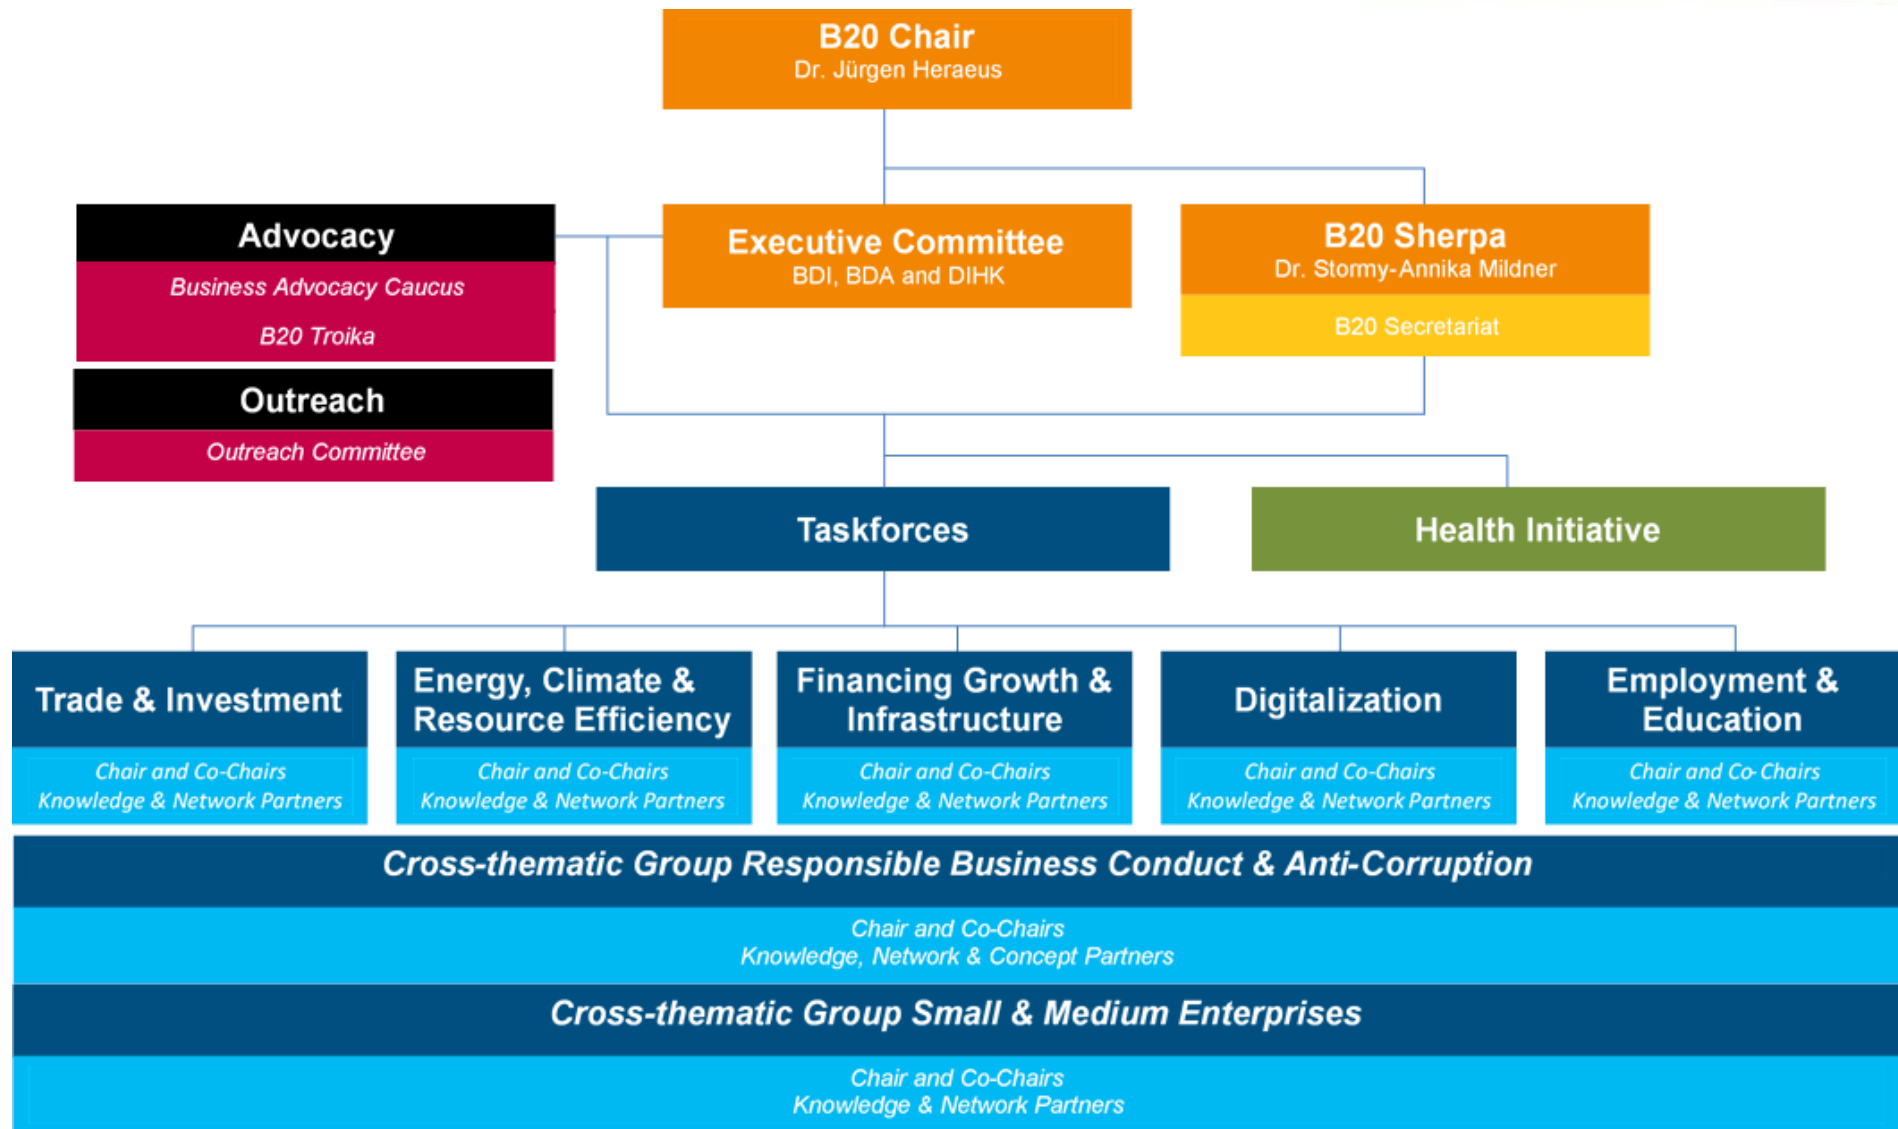 B20 Chair
Dr. Jürgen Heraeus
Advocacy
Business Advocacy Caucus
B20 Troika
Outreach
Outreach Committee
Executive Committee
BDI, BDA and DIHK
B20 Sherpa
Dr. Stormy-Annika Mildner
B20 Secretariat
Taskforces
Health Initiative
Trade & Investment
Chair and Co-Chairs
Knowledge & Network Partners
Energy, Climate &
Resource Efficiency
Chair and Co-Chairs
Knowledge & Network Partners
Financing Growth &
Infrastructure
Chair and Co-Chairs
Knowledge & Network Partners
Digitalization
Chair and Co-Chairs
Knowledge & Network Partners
Employment &
Education
Chair and Co-Chairs
Knowledge & Network Partners
Cross-thematic Group Responsible Business Conduct & Anti-Corruption
Chair and Co-Chairs
Knowledge, Network & Concept Partners
Cross-thematic Group Small & Medium Enterprises
Chair and Co-Chairs
Knowledge & Network Partners